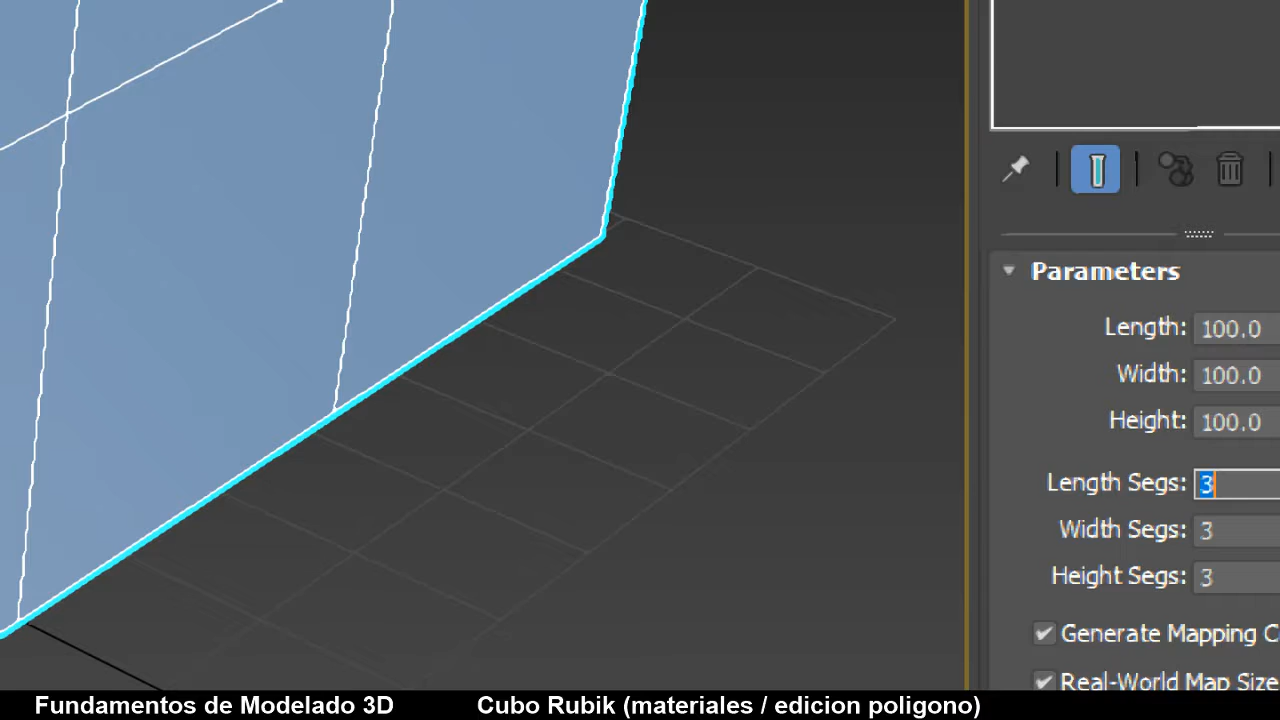 Parameters
Length: 100.0
Width: 100.0
Height: 100.0
Length Segs: 3
Width Segs: 3
Height Segs: 3
Generate Mapping C
Real-World Map Size
Fundamentos de Modelado 3D Cubo Rubik (materiales / edicion poligono)